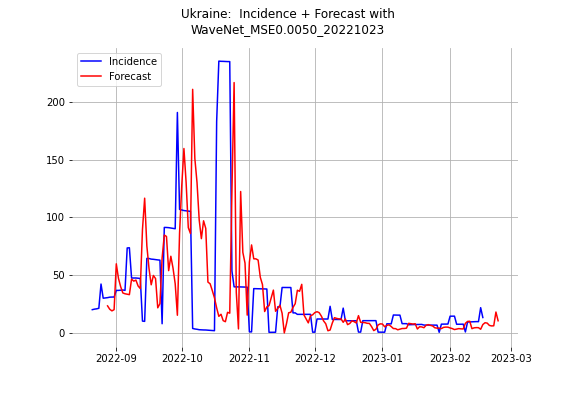 Ukraine:  Incidence + Forecast with
WaveNet_MSE0.0050_20221023
Incidence
Forecast
200
150
100
50
0
2022-09 2022-10 2022-11 2022-12 2023-01 2023-02 2023-03